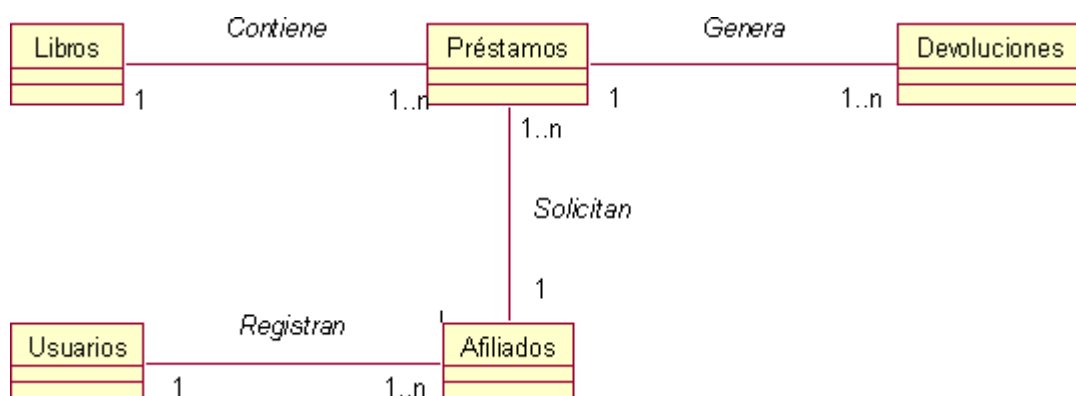 Contiene
Genera
Libros
Préstamos
Devoluciones
1
1..n
1
1..n
1..n
Solicitan
1
Registran
Usuarios
Afiliados
1
1..n